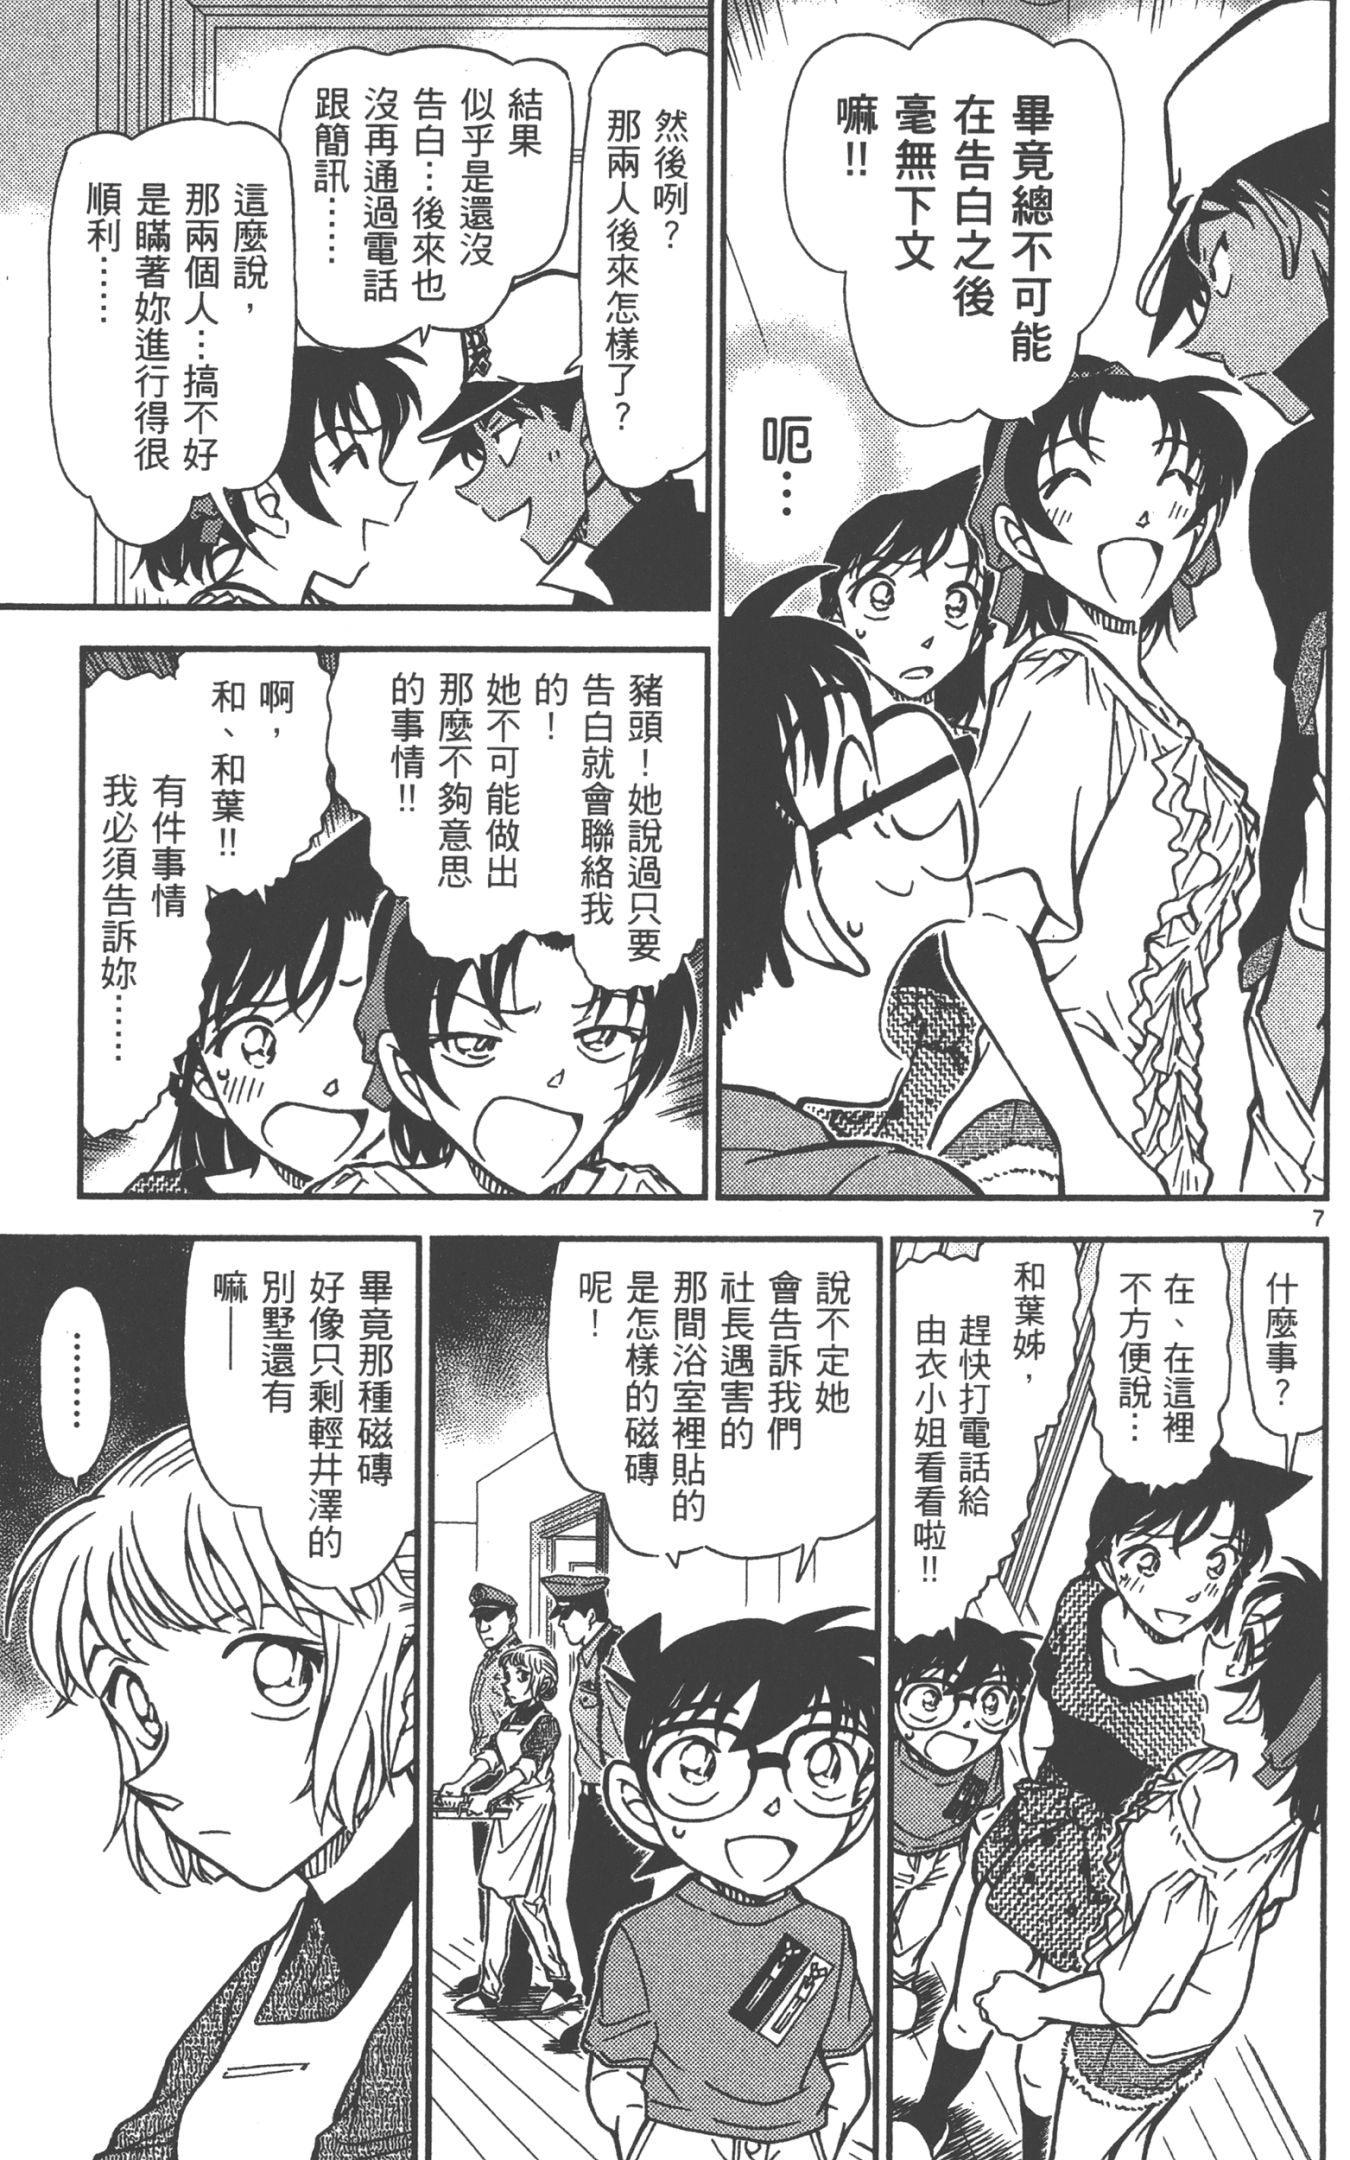 畢竟總不可能
在告白之後
毫無下文
嘛!!
呃…
然後咧？
那兩人後來怎樣了？
結果
似乎是還沒
告白…後來也
沒再通過電話
跟簡訊……
這麼說，
那兩個人…搞不好
是瞞著妳進行得很
順利……
豬頭！她說過只要
告白就會聯絡我
的！
她不可能做出
那麼不夠意思
的事情!!
啊，
和、和葉!!
有件事情
我必須告訴妳……
7
什麼事？
在、在這裡
不方便說…
和葉姊，
趕快打電話給
由衣小姐看看啦!!
說不定她
會告訴我們
社長遇害的
那間浴室裡貼的
是怎樣的磁磚
呢！
畢竟那種磁磚
好像只剩輕井澤的
別墅還有
嘛──
………